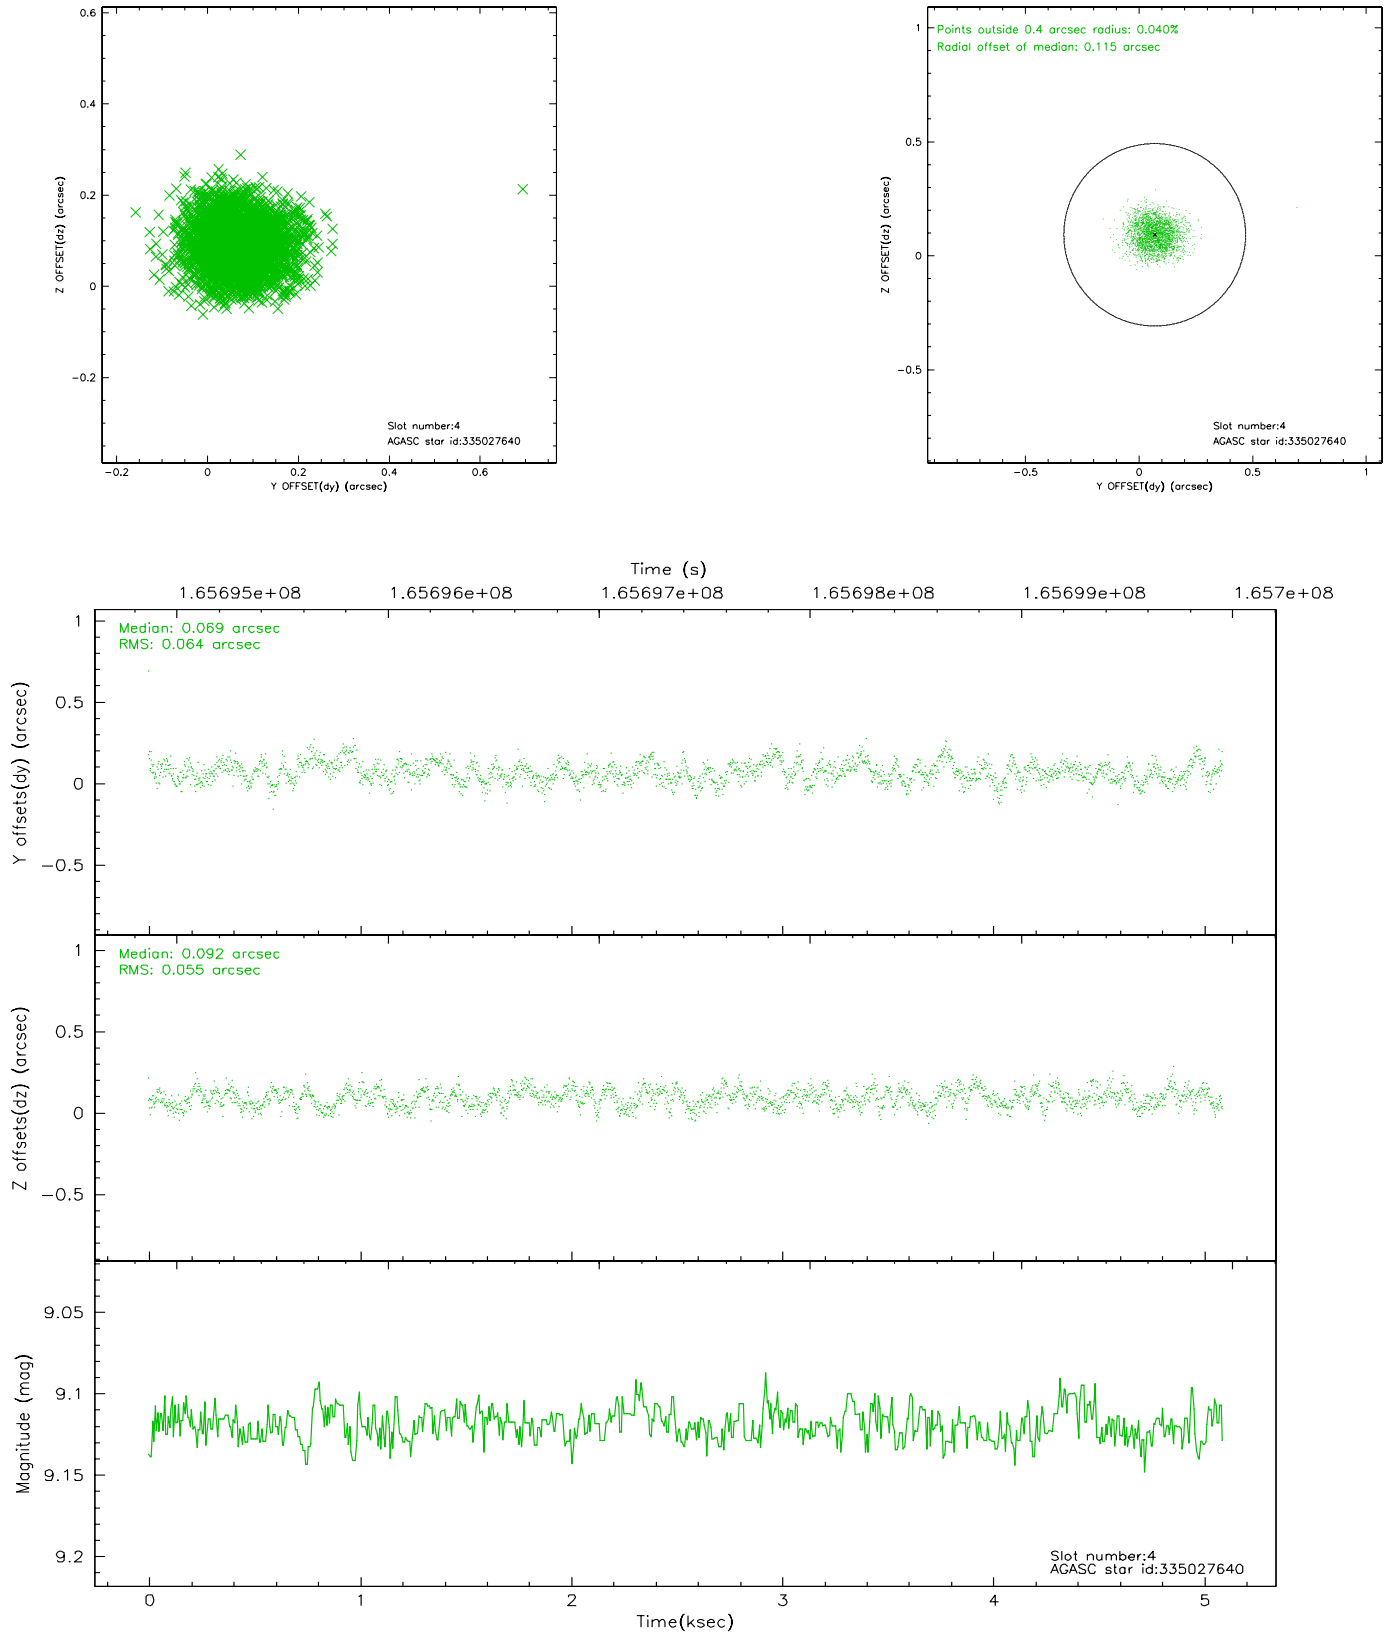 0.6
0.4
0.2
0
−0.2
Z OFFSET(dz) (arcsec)
Slot number:4
AGASC star id:335027640
−0.2 0 0.2 0.4 0.6
Y OFFSET(dy) (arcsec)
Points outside 0.4 arcsec radius: 0.040%
Radial offset of median: 0.115 arcsec
1
0.5
0
−0.5
Z OFFSET(dz) (arcsec)
Slot number:4
AGASC star id:335027640
−0.5 0 0.5 1
Y OFFSET(dy) (arcsec)
Time (s)
1.65695e+08 1.65696e+08 1.65697e+08 1.65698e+08 1.65699e+08 1.657e+08
Median: 0.069 arcsec
RMS: 0.064 arcsec
1
0.5
0
−0.5
Y offsets(dy) (arcsec)
Median: 0.092 arcsec
RMS: 0.055 arcsec
1
0.5
0
−0.5
Z offsets(dz) (arcsec)
9.05
9.1
9.15
9.2
Magnitude (mag)
Slot number:4
AGASC star id:335027640
0 1 2 3 4 5
Time(ksec)